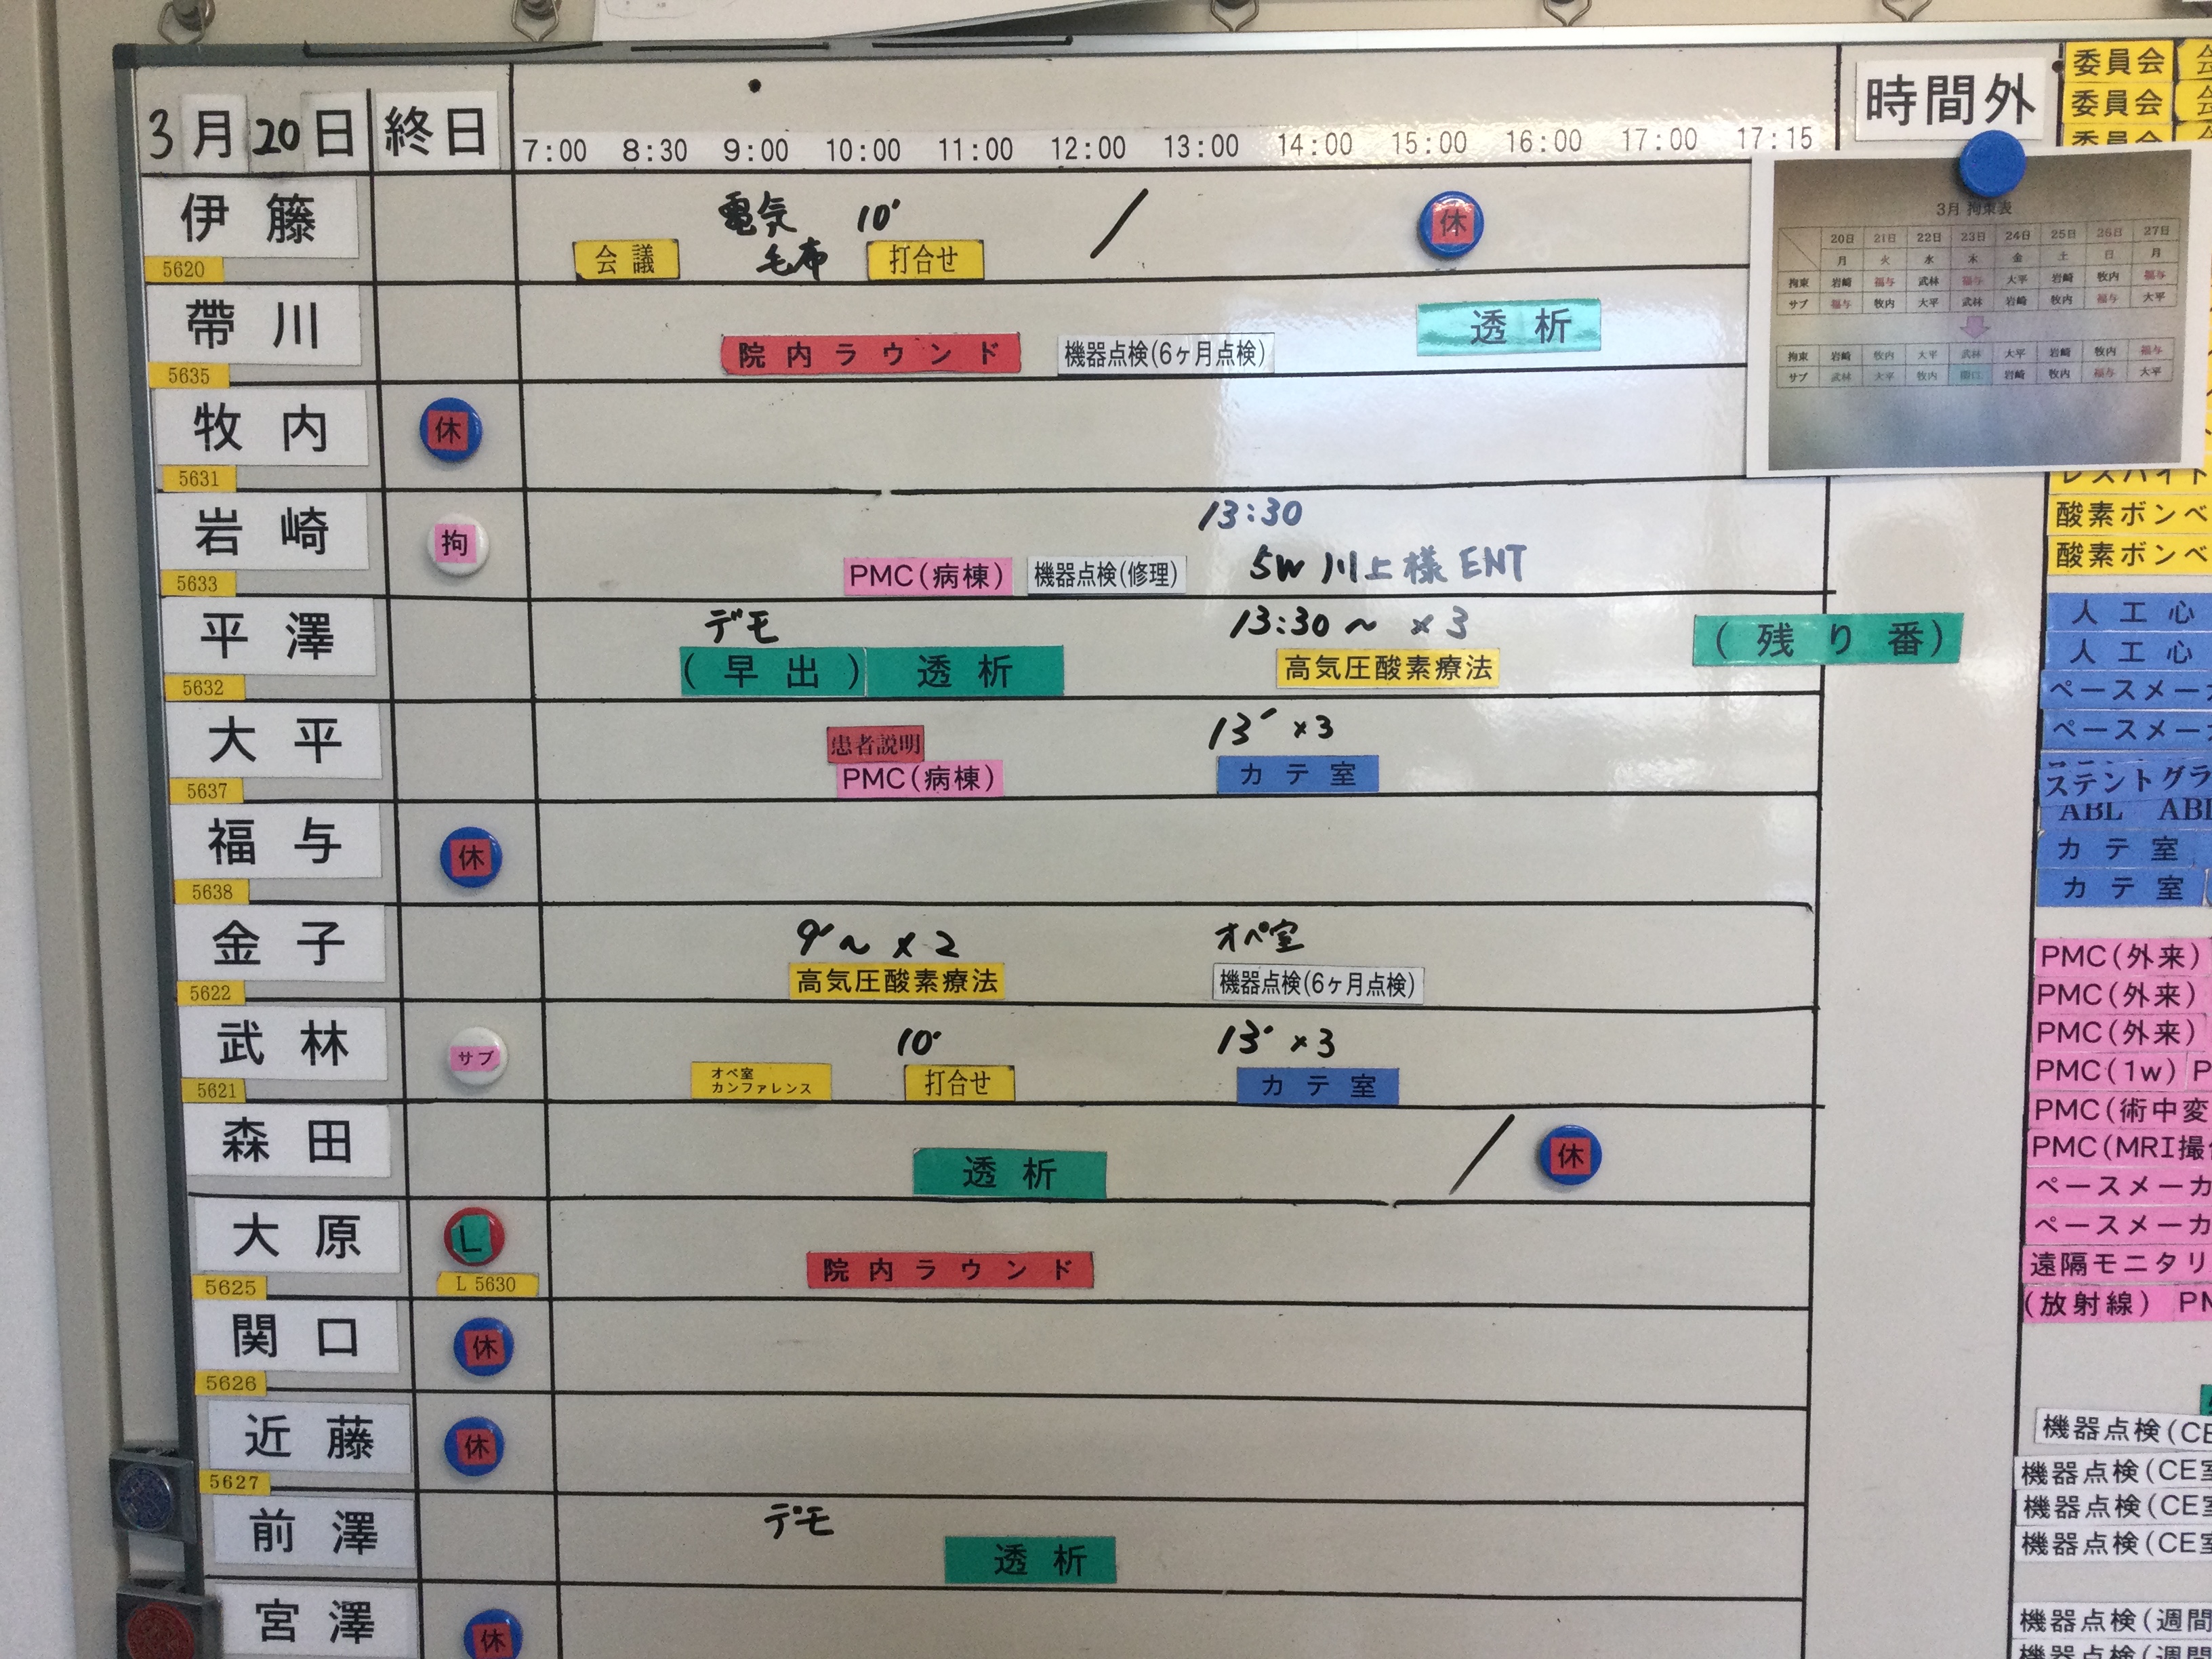 3月20日 終日 7:00 8:30 9:00 10:00 11:00 12:00 13:00 14:00 15:00 16:00 17:00 17:15 時間外
伊籐 5620
電気 10'
会議 毛布 打合せ / 休
帶川 5635
院内ラウンド 機器点検(6ヶ月点検) 透析
牧内 5631 休
岩崎 5633 拘
13:30
PMC(病棟) 機器点検(修理) 5W 川上様 ENT
平澤 5632
デモ 13:30〜 ×3
(早出) 透析 高気圧酸素療法 (残り番)
大平 5637
患者説明 13' ×3
PMC(病棟) カテ室
福与 5638 休
金子 5622
9'〜 ×2 オペ室
高気圧酸素療法 機器点検(6ヶ月点検)
武林 5621 サブ
10' 13' ×3
オペ室
カンファレンス 打合せ カテ室
森田
透析 / 休
大原 5625 L L 5630
院内ラウンド
関口 5626 休
近藤 5627 休
前澤
デモ
透析
宮澤 休
3月 拘束表
20日 21日 22日 23日 24日 25日 26日 27日
月 火 水 木 金 土 日 月
拘束 岩崎 福与 武林 福与 大平 岩崎 牧内 福与
サブ 福与 牧内 大平 武林 岩崎 牧内 福与 大平
拘束 岩崎 牧内 大平 武林 大平 岩崎 牧内 福与
サブ 武林 大平 牧内 関口 岩崎 牧内 福与 大平
委員会
委員会
委員会
レスパイト
酸素ボンベ
酸素ボンベ
人工心
人工心
ペースメーカ
ペースメーカ
ステントグラ
ABL ABL
カテ室
カテ室
PMC(外来)
PMC(外来)
PMC(外来)
PMC(1w) P
PMC(術中変
PMC(MRI撮
ペースメーカ
ペースメーカ
遠隔モニタリ
(放射線) PM
機器点検(CE
機器点検(CE室
機器点検(CE室
機器点検(CE室
機器点検(週間
機器点検(週間